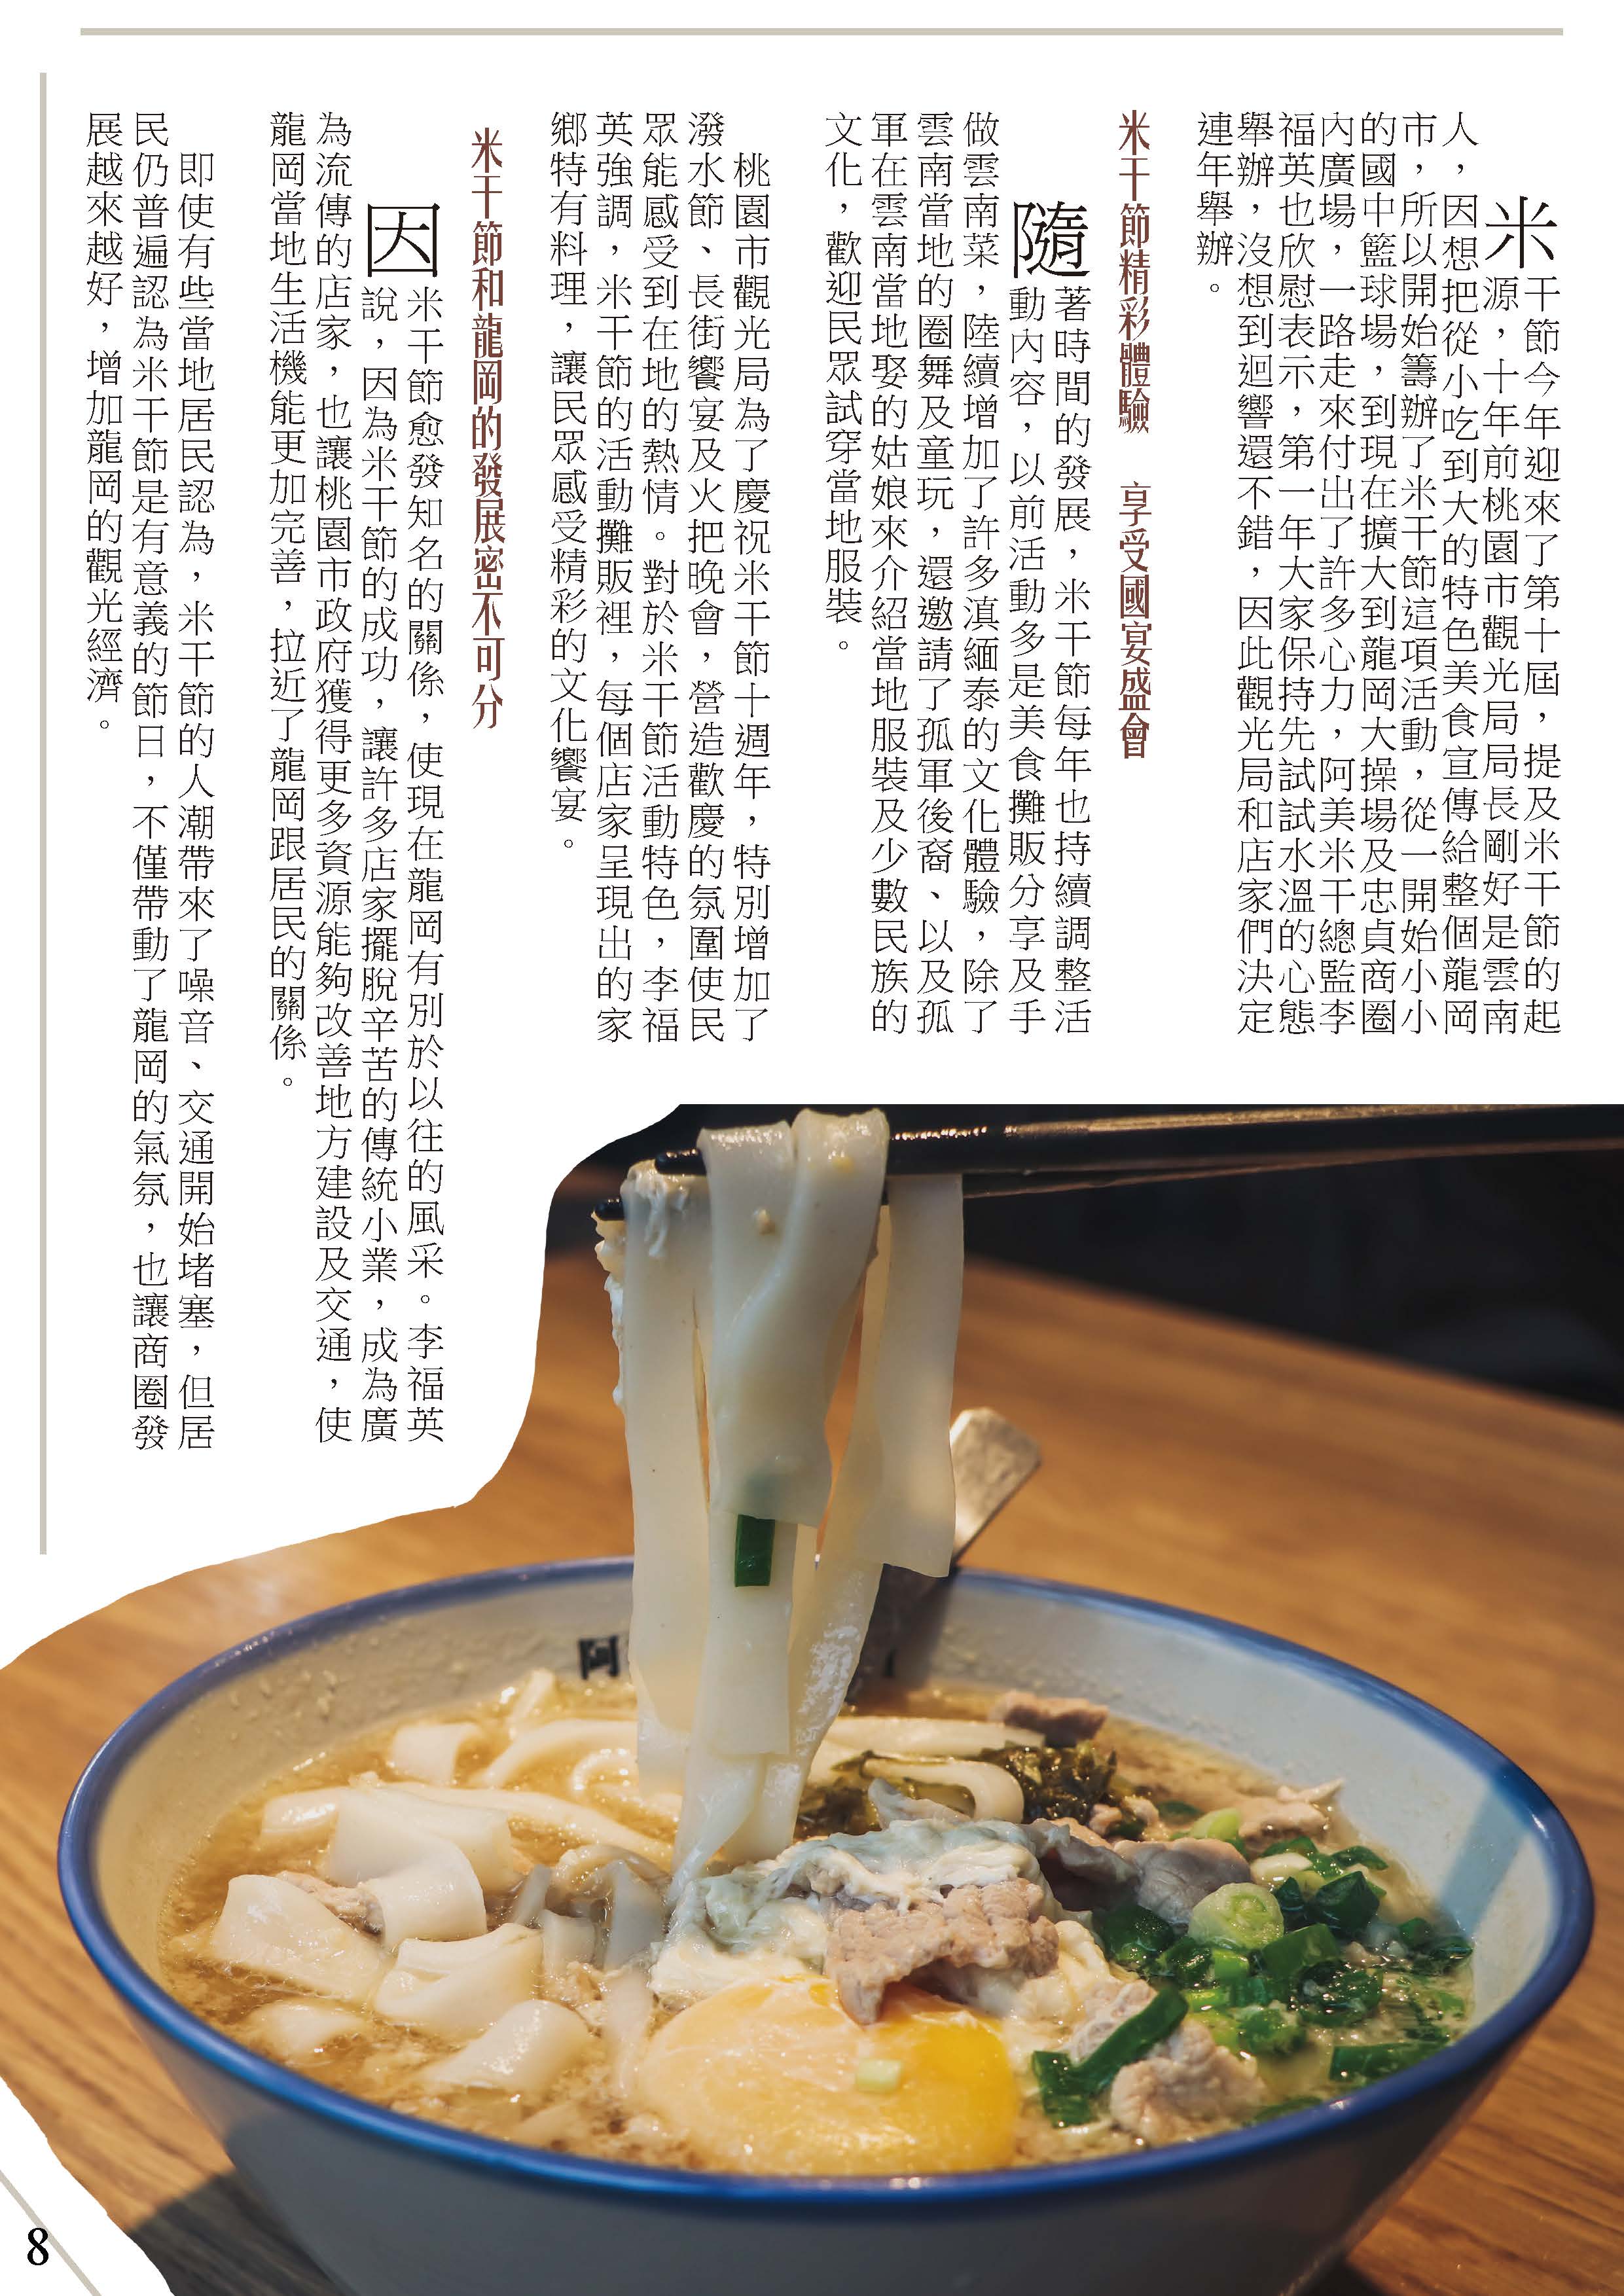 米干節今年迎來了第十屆，提及米干節的起
源，十年前桃園市觀光局局長剛好是雲南
人，因想把從小吃到大的特色美食宣傳給整個龍岡
市，所以開始籌辦了米干節這項活動，從一開始小小
的國中籃球場，到現在擴大到龍岡大操場及忠貞商圈
內廣場，一路走來付出了許多心力，阿美米干總監李
福英也欣慰表示，第一年大家保持先試試水溫的心態
舉辦，沒想到迴響還不錯，因此觀光局和店家們決定
連年舉辦。
米干節精彩體驗　享受國宴盛會
隨著時間的發展，米干節每年也持續調整活
動內容，以前活動多是美食攤販分享及手
做雲南菜，陸續增加了許多滇緬泰的文化體驗，除了
雲南當地的圈舞及童玩，還邀請了孤軍後裔、以及孤
軍在雲南當地娶的姑娘來介紹當地服裝及少數民族的
文化，歡迎民眾試穿當地服裝。
桃園市觀光局為了慶祝米干節十週年，特別增加了
潑水節、長街饗宴及火把晚會，營造歡慶的氛圍使民
眾能感受到在地的熱情。對於米干節活動特色，李福
英強調，米干節的活動攤販裡，每個店家呈現出的家
鄉特有料理，讓民眾感受精彩的文化饗宴。
米干節和龍岡的發展密不可分
因米干節愈發知名的關係，使現在龍岡有別於以往的風采。李福英
說，因為米干節的成功，讓許多店家擺脫辛苦的傳統小業，成為廣
為流傳的店家，也讓桃園市政府獲得更多資源能夠改善地方建設及交通，使
龍岡當地生活機能更加完善，拉近了龍岡跟居民的關係。
即使有些當地居民認為，米干節的人潮帶來了噪音、交通開始堵塞，但居
民仍普遍認為米干節是有意義的節日，不僅帶動了龍岡的氣氛，也讓商圈發
展越來越好，增加龍岡的觀光經濟。
阿
8